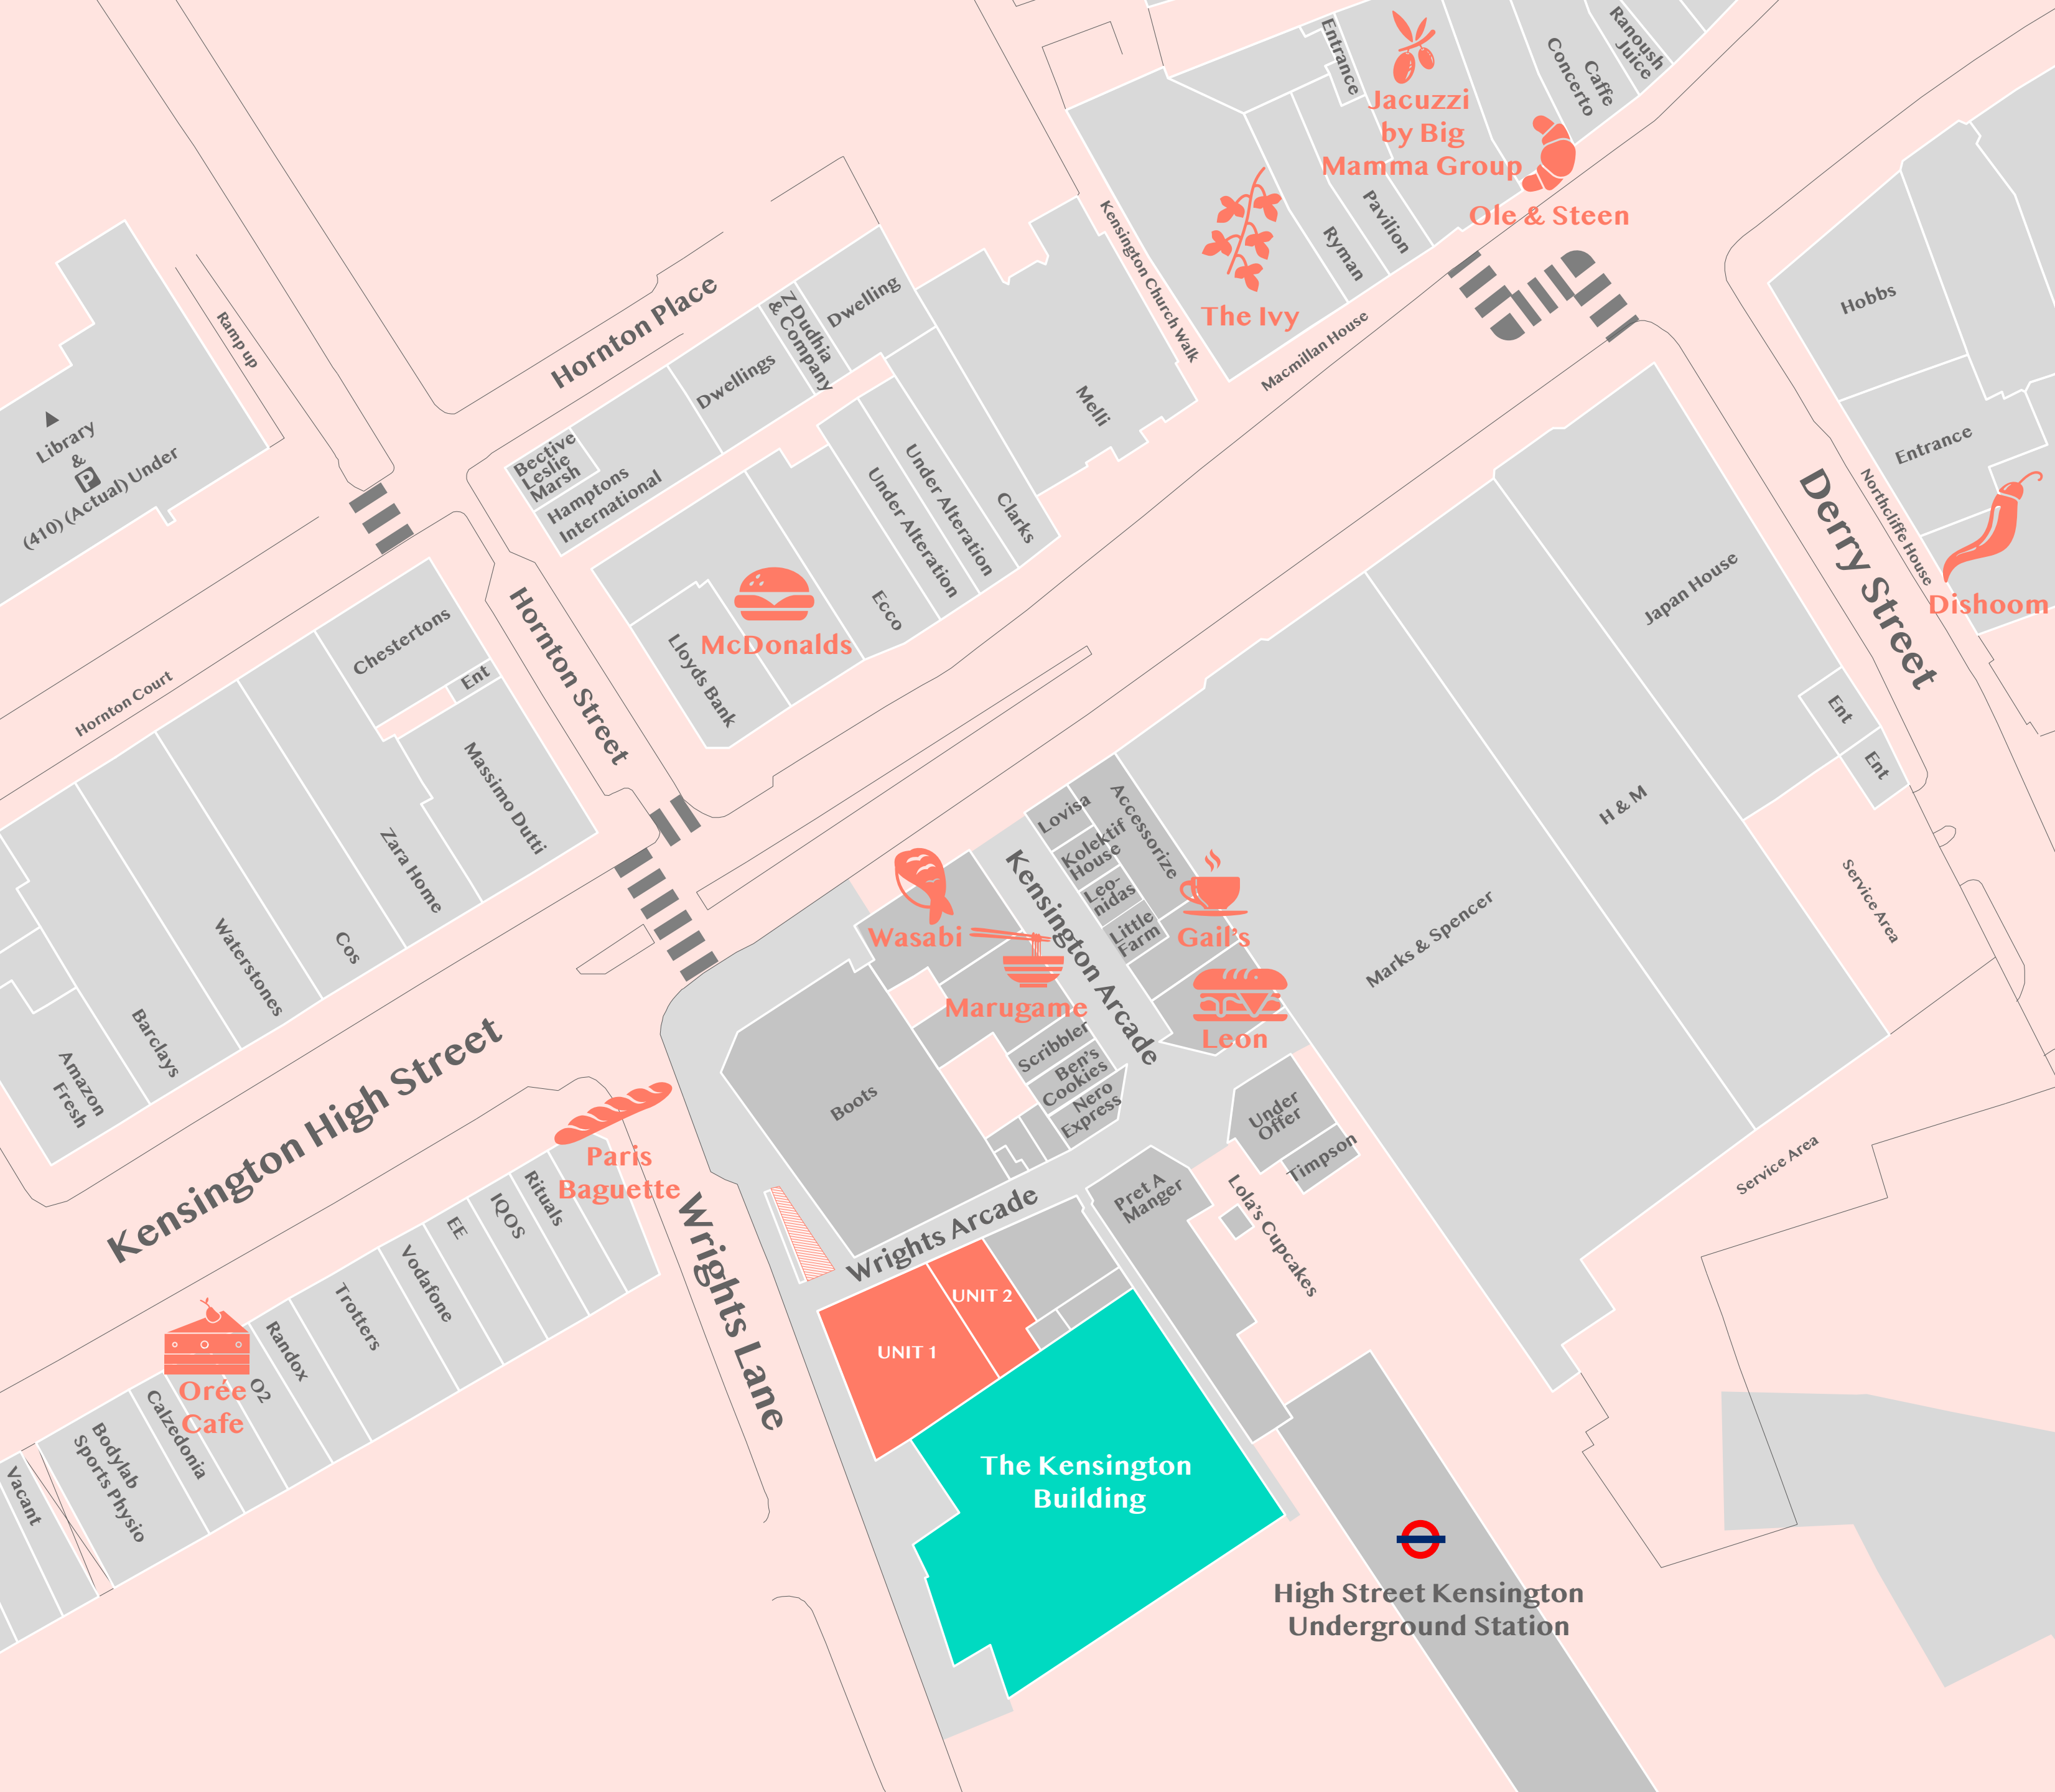 Entrance
Ranoush
Juice
Caffe
Concerto
Jacuzzi
by Big
Mamma Group
Ole & Steen
Pavilion
Ryman
The Ivy
Kensington Church Walk
Macmillan House
Hobbs
Entrance
Northcliffe House
Dishoom
Derry Street
Ramp up
Library
&
P
(410) (Actual) Under
Hornton Place
Dwelling
Z Dudhia
& Company
Dwellings
Bective
Leslie
Marsh
Hamptons
International
Melli
Clarks
Under Alteration
Under Alteration
Ecco
McDonalds
Lloyds Bank
Hornton Street
Hornton Court
Chestertons
Ent
Massimo Dutti
Zara Home
Cos
Waterstones
Barclays
Amazon
Fresh
Kensington High Street
Japan House
Ent
Ent
H & M
Service Area
Marks & Spencer
Service Area
Lovisa
Accessorize
Kolektif
House
Leo-
nidas
Little
Farm
Kensington Arcade
Wasabi
Gail's
Marugame
Leon
Scribbler
Ben's
Cookies
Nero
Express
Boots
Under
Offer
Timpson
Pret A
Manger
Lola's Cupcakes
Wrights Arcade
Paris
Baguette
Wrights Lane
Rituals
IQOS
EE
Vodafone
Trotters
Randox
O2
Orée
Cafe
Calzedonia
Bodylab
Sports Physio
Vacant
UNIT 2
UNIT 1
The Kensington
Building
High Street Kensington
Underground Station